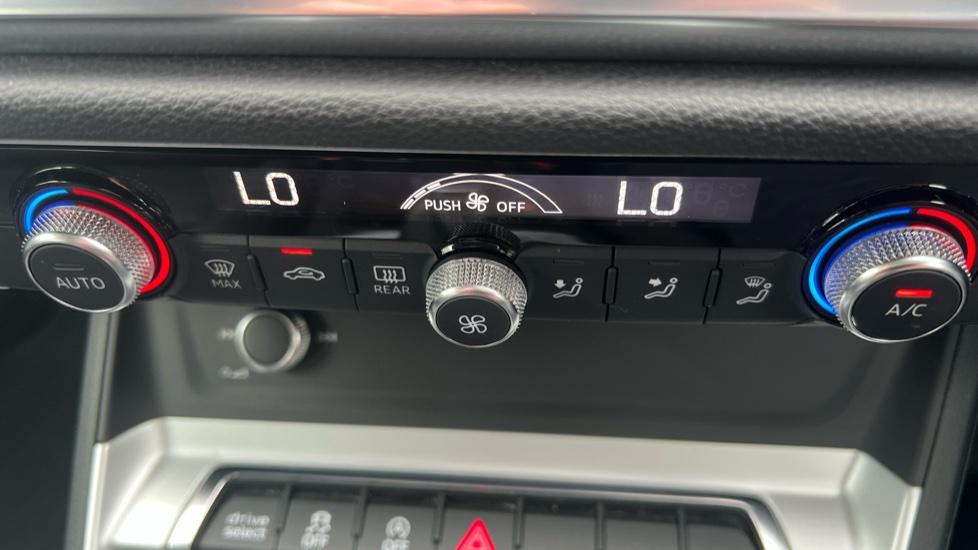 LO
PUSH OFF
LO
AUTO
MAX
REAR
A/C
drive
select
OFF
OFF